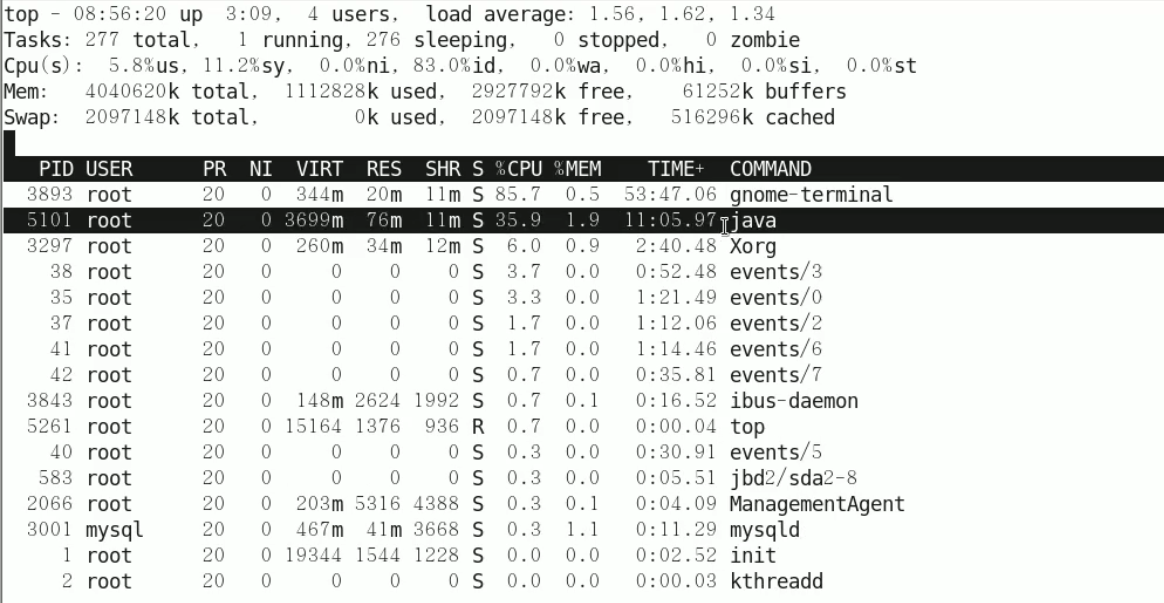 top - 08:56:20 up  3:09,  4 users,  load average: 1.56, 1.62, 1.34
Tasks: 277 total,   1 running, 276 sleeping,   0 stopped,   0 zombie
Cpu(s):  5.8%us, 11.2%sy,  0.0%ni, 83.0%id,  0.0%wa,  0.0%hi,  0.0%si,  0.0%st
Mem:   4040620k total,  1112828k used,  2927792k free,    61252k buffers
Swap:  2097148k total,        0k used,  2097148k free,   516296k cached
PID USER      PR  NI  VIRT  RES  SHR S %CPU %MEM    TIME+  COMMAND
3893 root      20   0  344m  20m  11m S 85.7  0.5  53:47.06 gnome-terminal
5101 root      20   0 3699m  76m  11m S 35.9  1.9  11:05.97 java
3297 root      20   0  260m  34m  12m S  6.0  0.9   2:40.48 Xorg
38 root      20   0     0    0    0 S  3.7  0.0   0:52.48 events/3
35 root      20   0     0    0    0 S  3.3  0.0   1:21.49 events/0
37 root      20   0     0    0    0 S  1.7  0.0   1:12.06 events/2
41 root      20   0     0    0    0 S  1.7  0.0   1:14.46 events/6
42 root      20   0     0    0    0 S  0.7  0.0   0:35.81 events/7
3843 root      20   0  148m 2624 1992 S  0.7  0.1   0:16.52 ibus-daemon
5261 root      20   0 15164 1376  936 R  0.7  0.0   0:00.04 top
40 root      20   0     0    0    0 S  0.3  0.0   0:30.91 events/5
583 root      20   0     0    0    0 S  0.3  0.0   0:05.51 jbd2/sda2-8
2066 root      20   0  203m 5316 4388 S  0.3  0.1   0:04.09 ManagementAgent
3001 mysql     20   0  467m  41m 3668 S  0.3  1.1   0:11.29 mysqld
1 root      20   0 19344 1544 1228 S  0.0  0.0   0:02.52 init
2 root      20   0     0    0    0 S  0.0  0.0   0:00.03 kthreadd